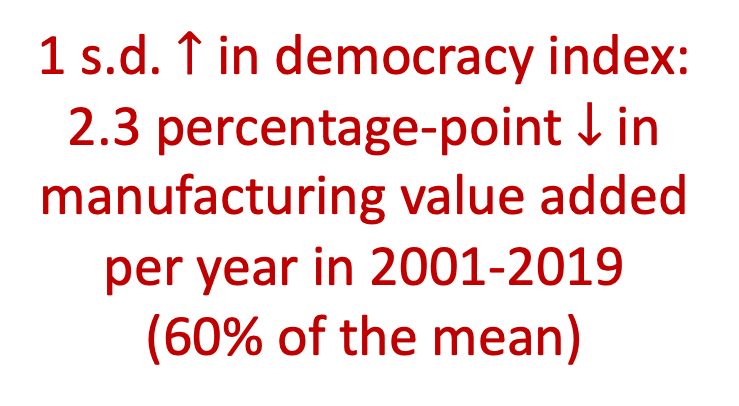 1 s.d. ↑ in democracy index:
2.3 percentage-point ↓ in
manufacturing value added
per year in 2001-2019
(60% of the mean)